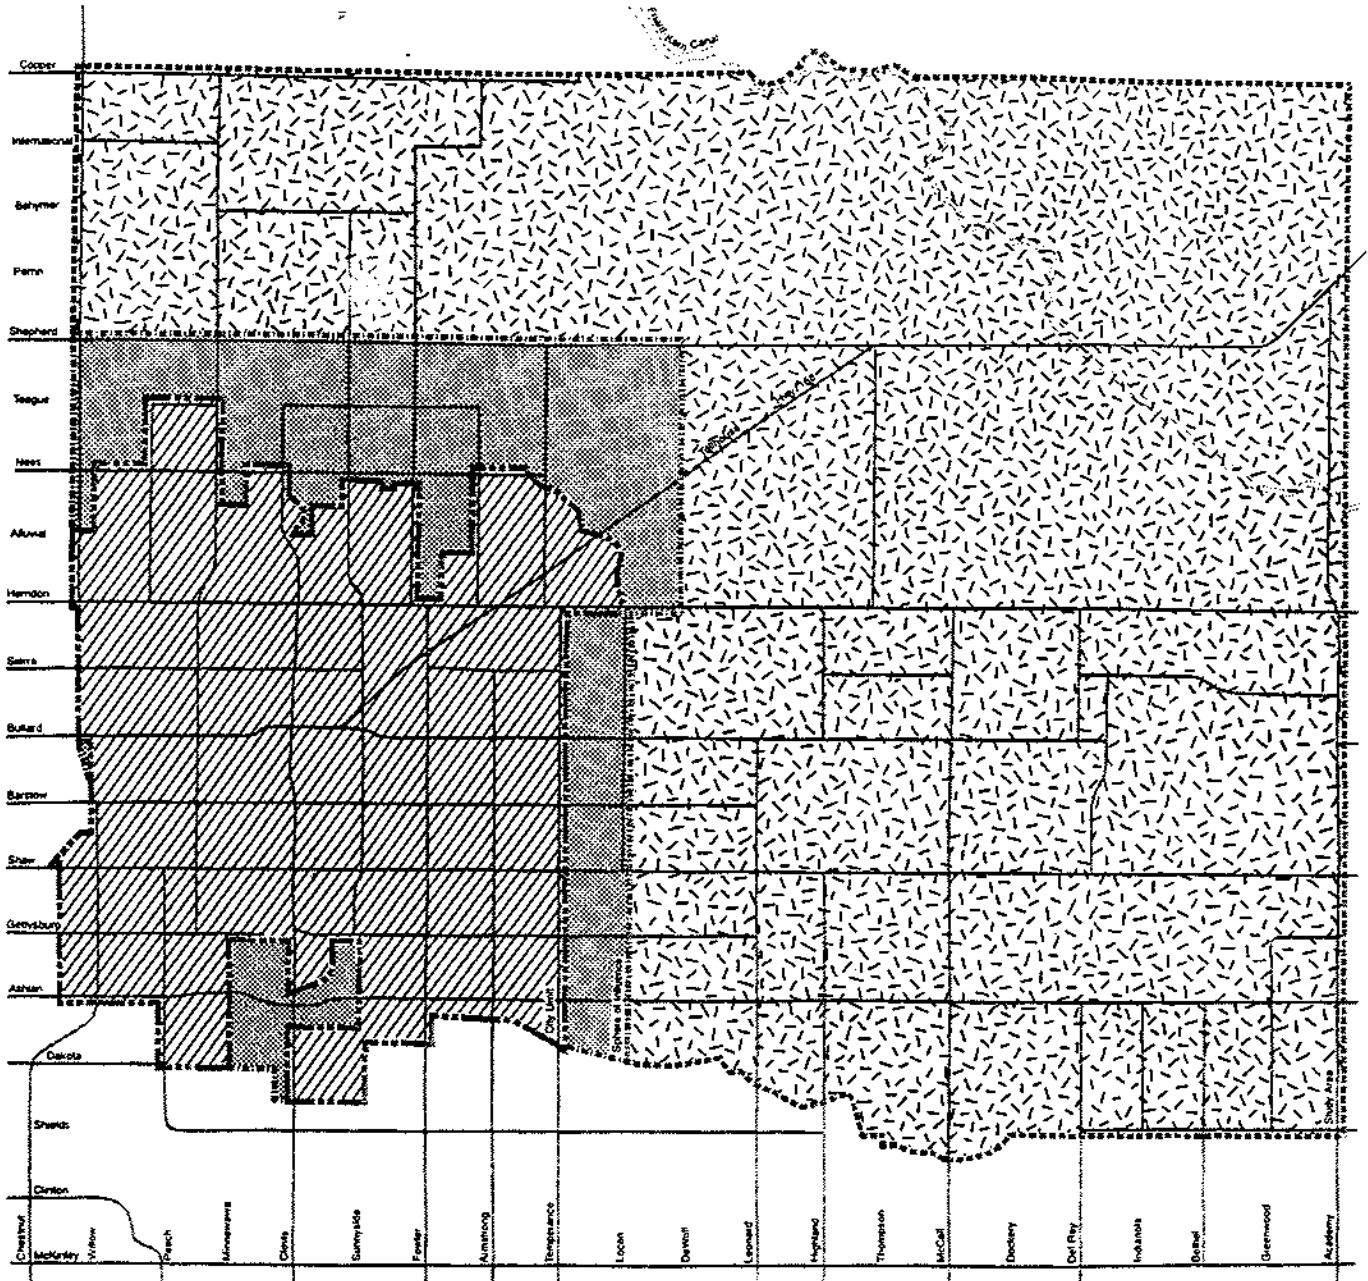 Kern Canal
Copper
International
Behymer
Perrin
Shepherd
Teague
Nees
Alluvial
Herndon
Sierra
Bullard
Barstow
Shaw
Gettysburg
Ashlan
Dakota
Shields
Clinton
McKinley
City Limit
Sphere of Influence
Study Area
Chestnut
Willow
Peach
Minnewawa
Clovis
Sunnyside
Fowler
Armstrong
Temperance
Locan
DeWolf
Leonard
Highland
Thompson
McCall
Dockery
Del Rey
Indianola
Bethel
Greenwood
Academy